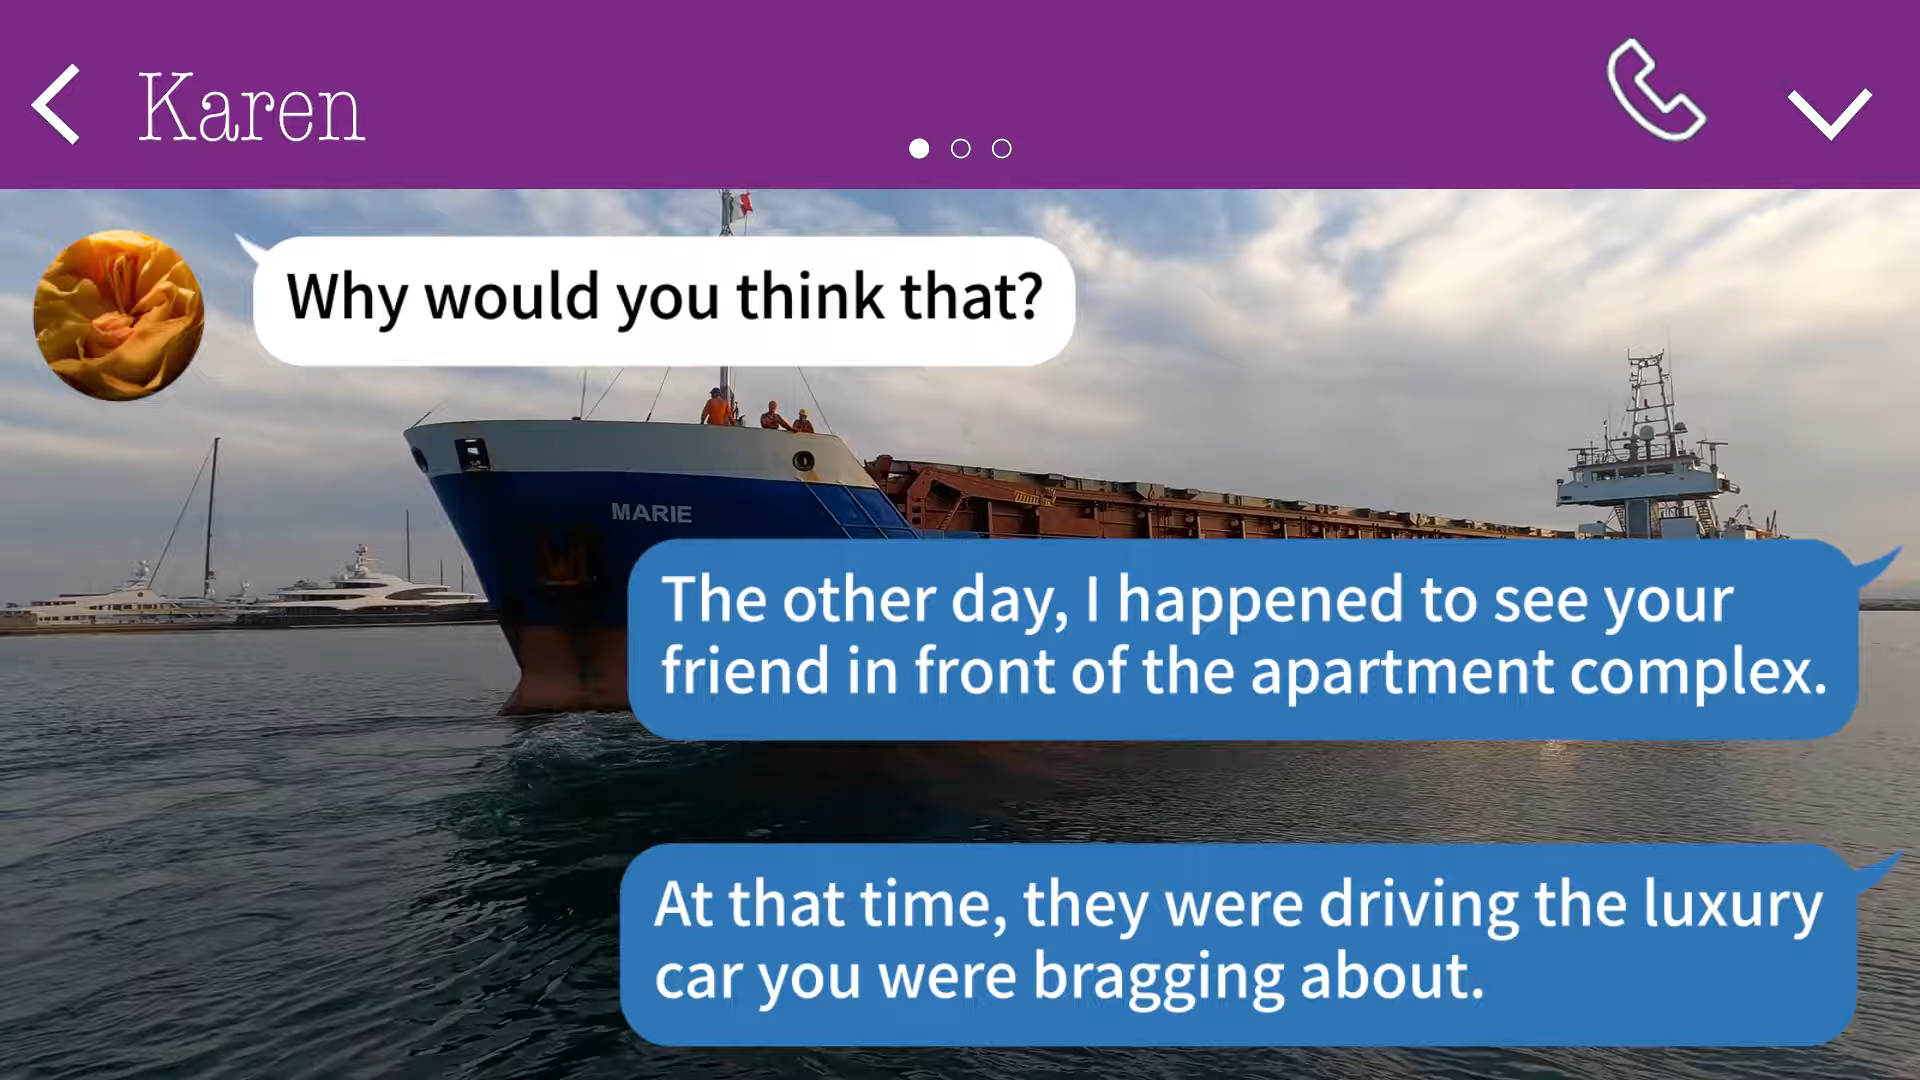 Karen
Why would you think that?
MARIE
The other day, I happened to see your
friend in front of the apartment complex.
At that time, they were driving the luxury
car you were bragging about.